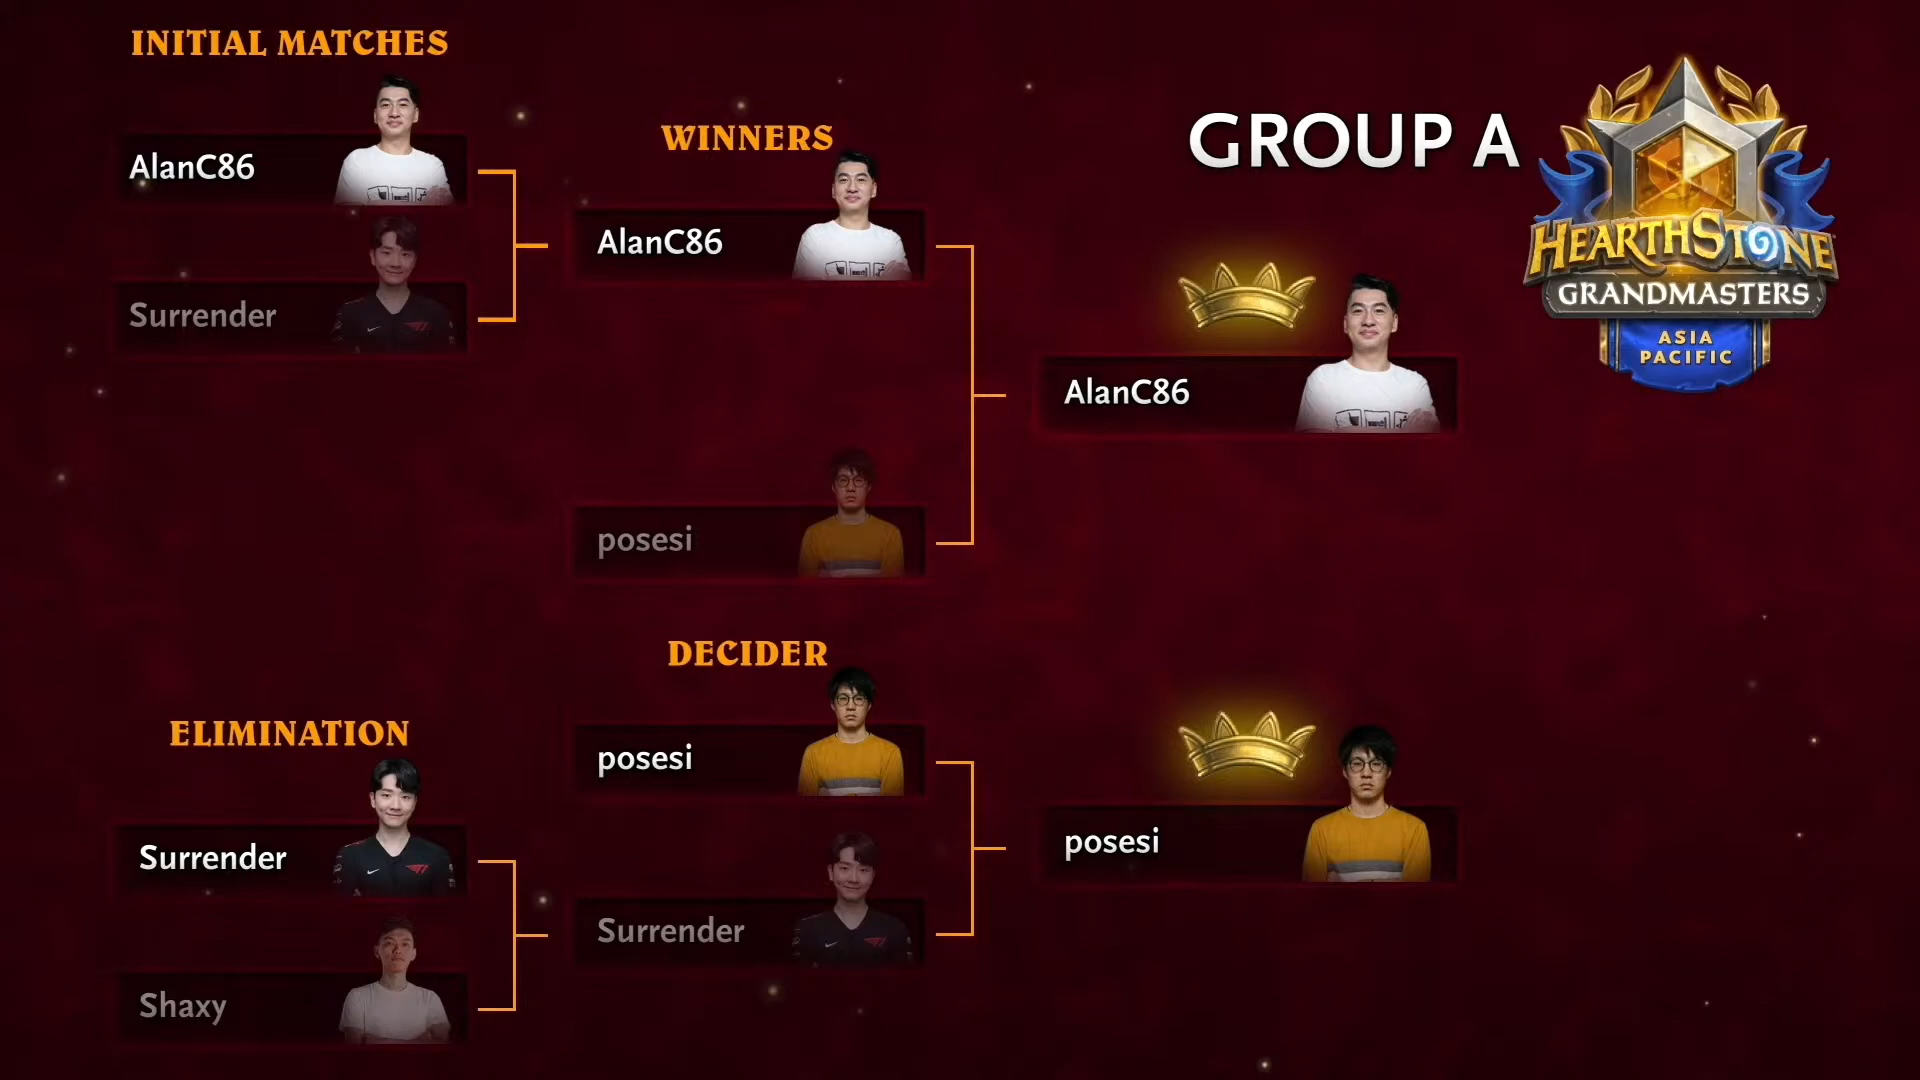 INITIAL MATCHES
AlanC86
Surrender
WINNERS
AlanC86
posesi
GROUP A
HEARTHSTONE
GRANDMASTERS
ASIA
PACIFIC
AlanC86
ELIMINATION
Surrender
Shaxy
DECIDER
posesi
Surrender
posesi